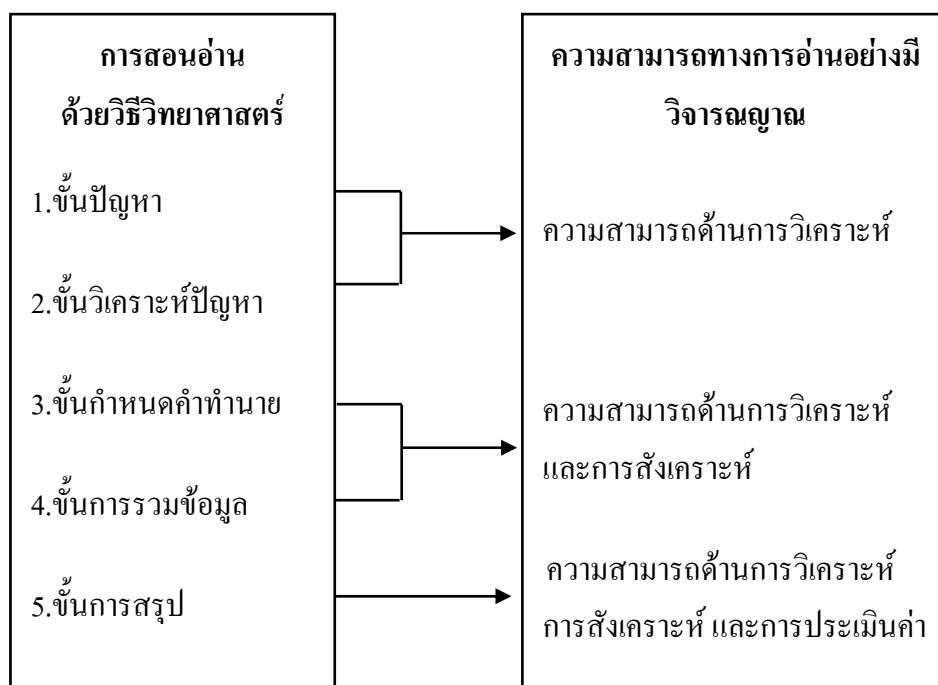 การสอนอ่าน
ด้วยวิธีวิทยาศาสตร์
1.ขั้นปัญหา
2.ขั้นวิเคราะห์ปัญหา
3.ขั้นกำหนดคำทำนาย
4.ขั้นการรวมข้อมูล
5.ขั้นการสรุป
ความสามารถทางการอ่านอย่างมี
วิจารณญาณ
ความสามารถด้านการวิเคราะห์
ความสามารถด้านการวิเคราะห์
และการสังเคราะห์
ความสามารถด้านการวิเคราะห์
การสังเคราะห์ และการประเมินค่า